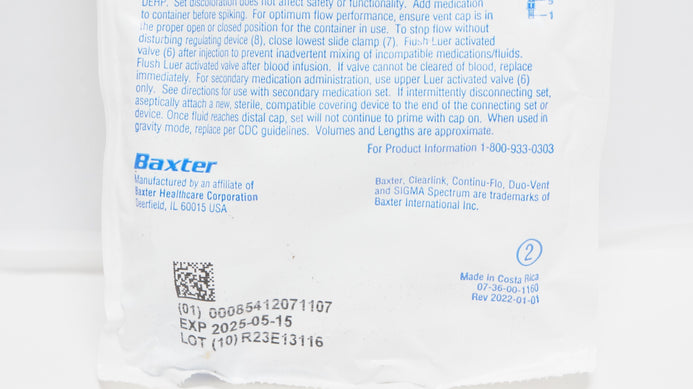 DEHP. Set discoloration does not affect safety or functionality. Add medication
to container before spiking. For optimum flow performance, ensure vent cap is in
the proper open or closed position for the container in use. To stop flow without
disturbing regulating device (8), close lowest slide clamp (7). Flush Luer activated
valve (6) after injection to prevent inadvertent mixing of incompatible medications/fluids.
Flush Luer activated valve after blood infusion. If valve cannot be cleared of blood, replace
immediately. For secondary medication administration, use upper Luer activated valve (6)
only. See directions for use with secondary medication set. If intermittently disconnecting set,
aseptically attach a new, sterile, compatible covering device to the end of the connecting set or
device. Once fluid reaches distal cap, set will not continue to prime with cap on. When used in
gravity mode, replace per CDC guidelines. Volumes and Lengths are approximate.
For Product Information 1-800-933-0303
Baxter
Manufactured by an affiliate of
Baxter Healthcare Corporation
Deerfield, IL 60015 USA
Baxter, Clearlink, Continu-Flo, Duo-Vent
and SIGMA Spectrum are trademarks of
Baxter International Inc.
2
Made in Costa Rica
07-36-00-1160
Rev 2022-01-01
(01) 00085412071107
EXP 2025-05-15
LOT (10) R23E13116
1